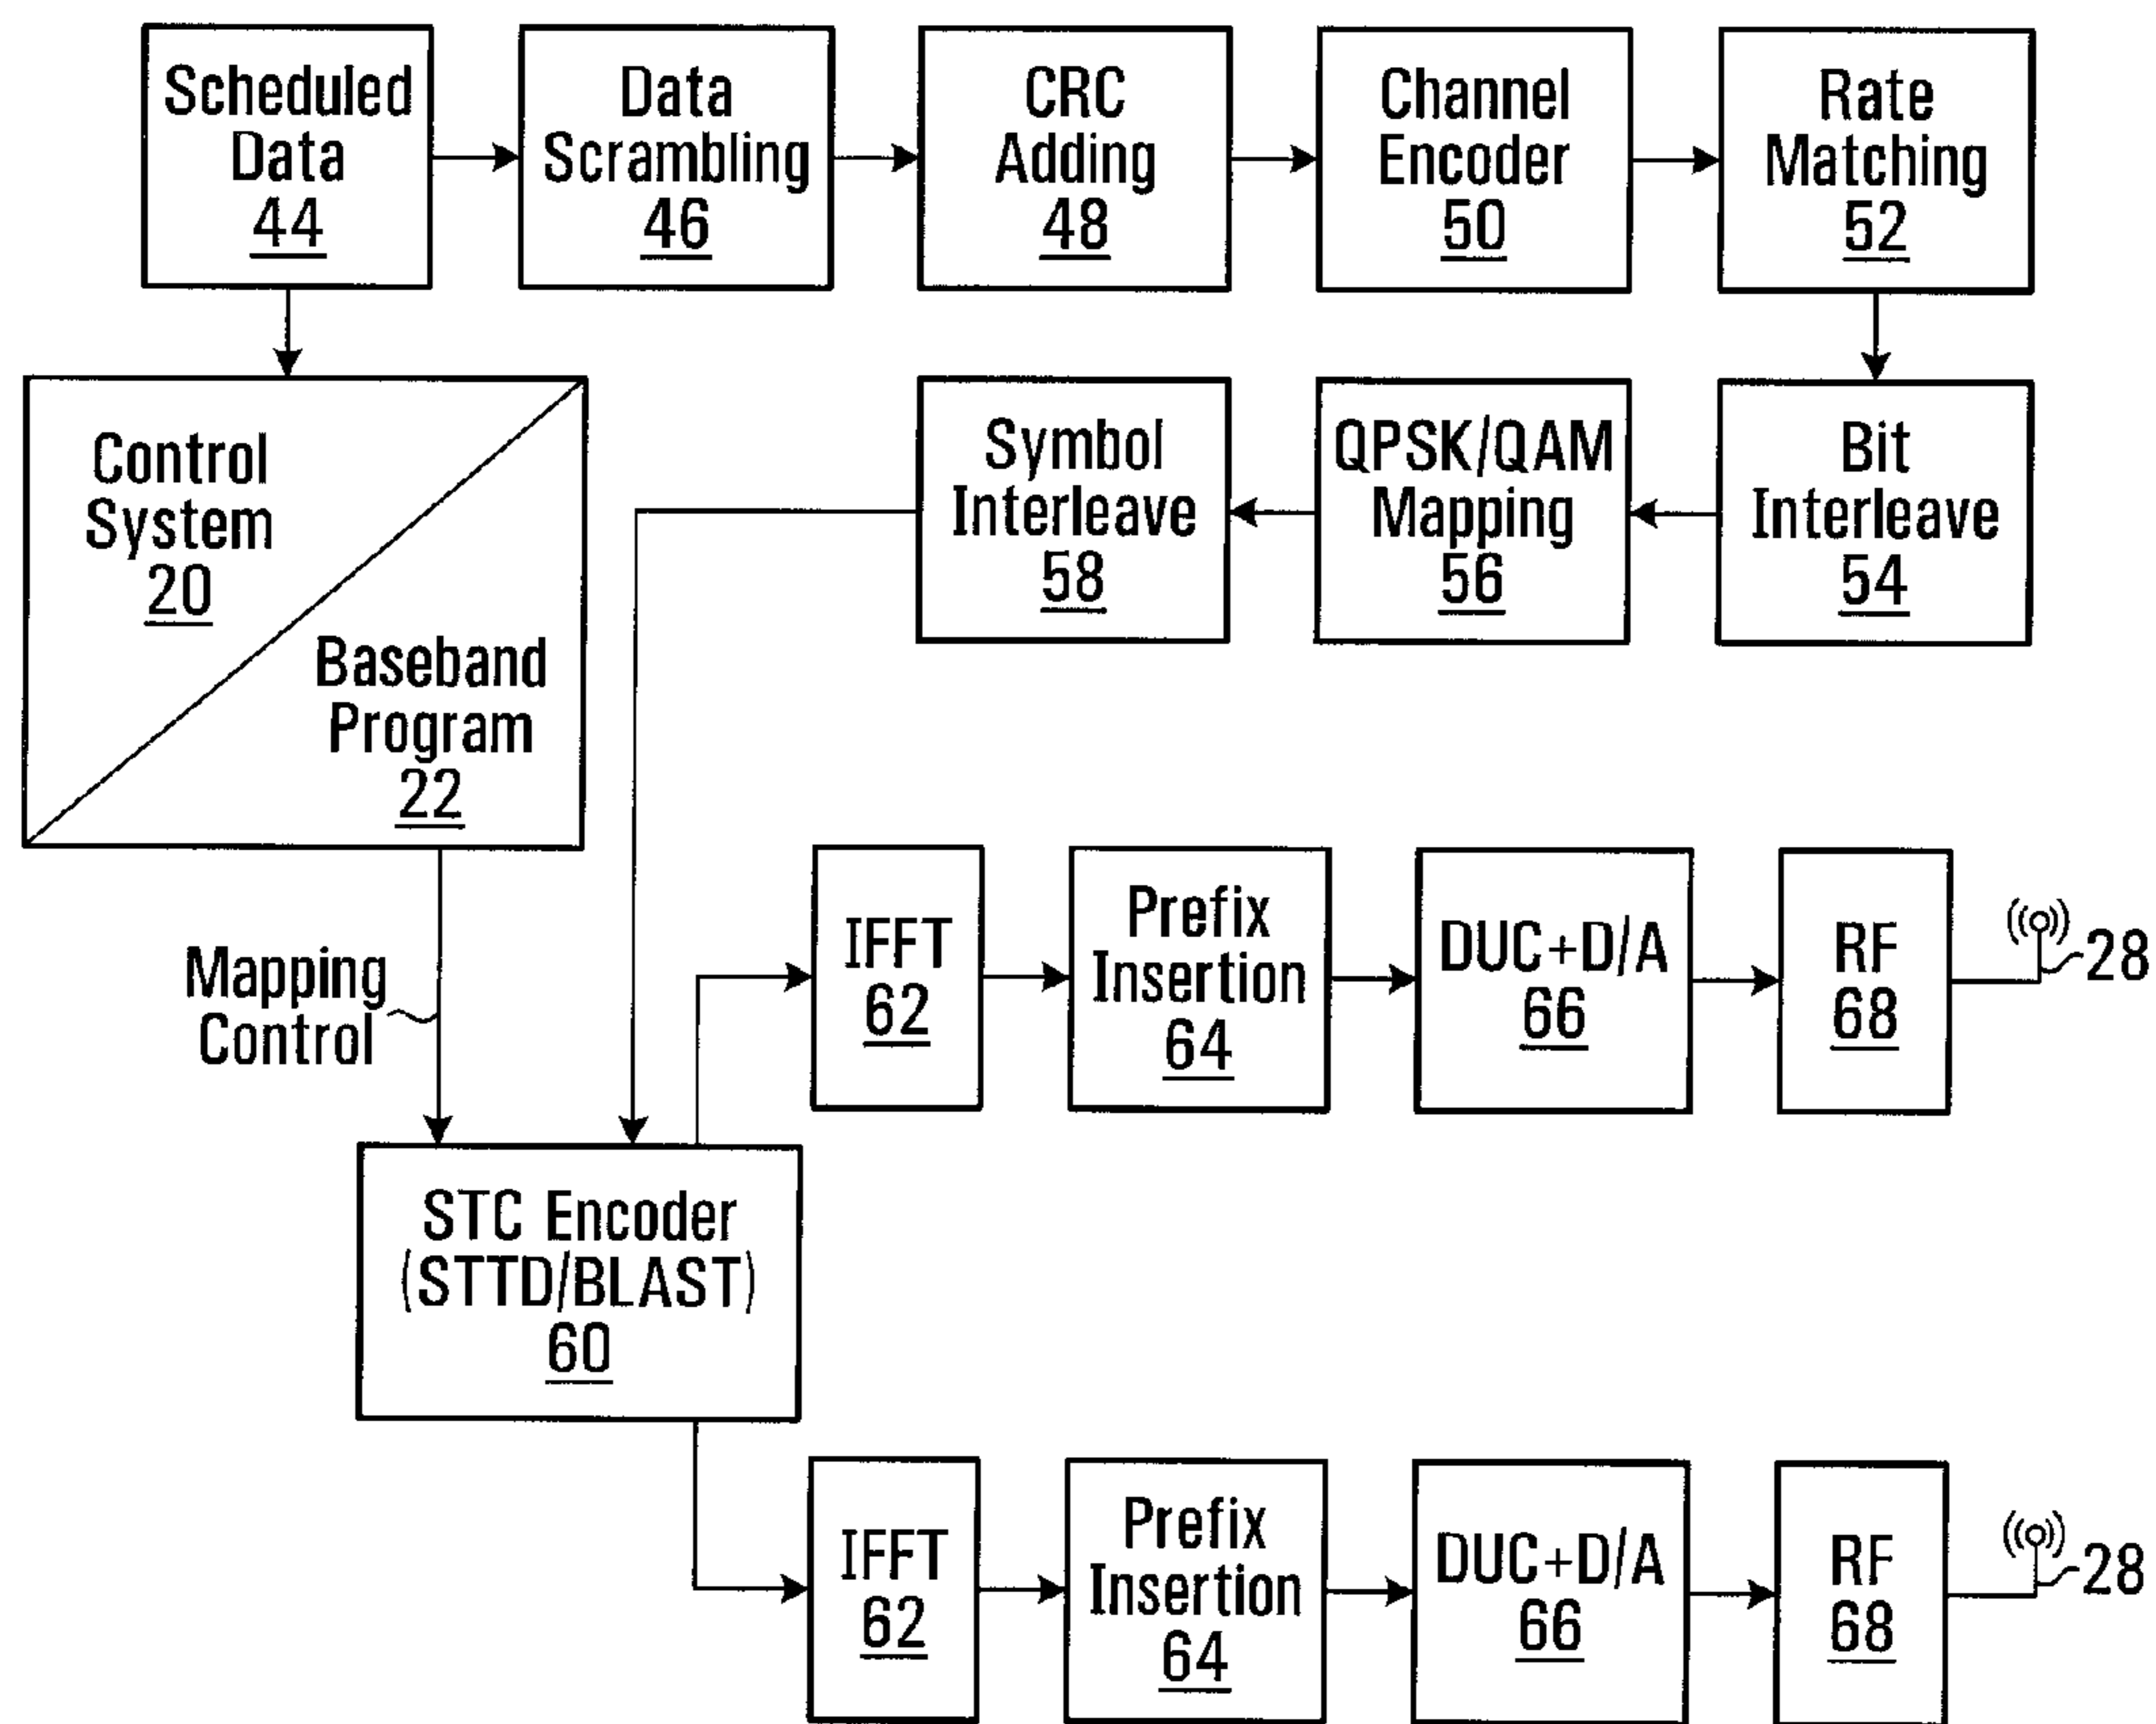 Scheduled
Data
44
Data
Scrambling
46
CRC
Adding
48
Channel
Encoder
50
Rate
Matching
52
Control
System
20
Baseband
Program
22
Symbol
Interleave
58
QPSK/QAM
Mapping
56
Bit
Interleave
54
Mapping
Control
IFFT
62
Prefix
Insertion
64
DUC+D/A
66
RF
68
28
STC Encoder
(STTD/BLAST)
60
IFFT
62
Prefix
Insertion
64
DUC+D/A
66
RF
68
28